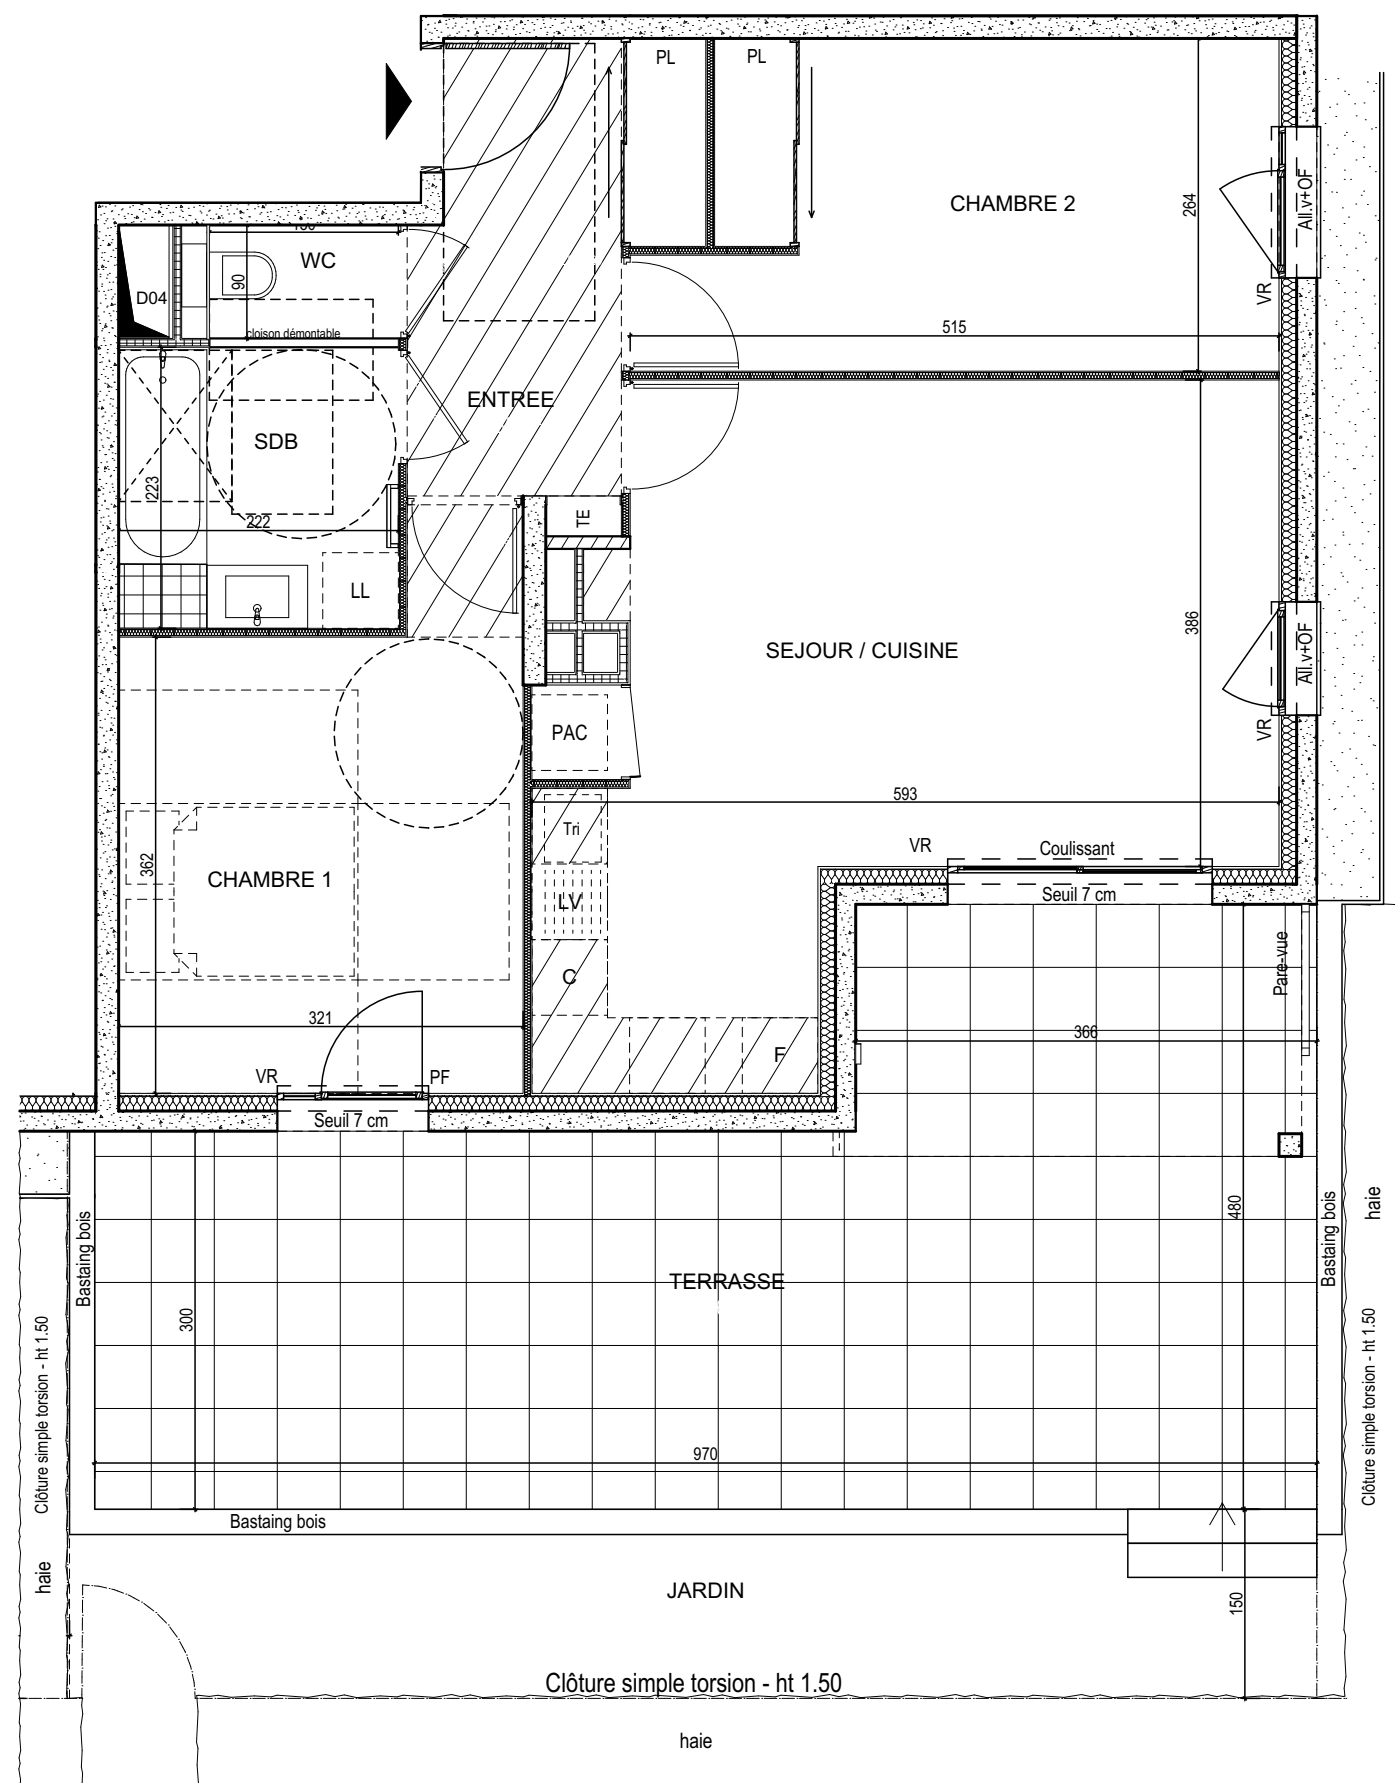 PL
PL
CHAMBRE 2
264
All.v+OF
VR
WC
90
D04
cloison démontable
515
ENTREE
SDB
223
222
LL
TE
SEJOUR / CUISINE
386
All.v+OF
VR
PAC
593
Tri
VR
Coulissant
Seuil 7 cm
LV
362
CHAMBRE 1
C
Pare-vue
321
366
F
VR
PF
Seuil 7 cm
480
haie
Bastaing bois
Bastaing bois
TERRASSE
300
Clôture simple torsion - ht 1.50
Clôture simple torsion - ht 1.50
970
Bastaing bois
haie
JARDIN
150
Clôture simple torsion - ht 1.50
haie